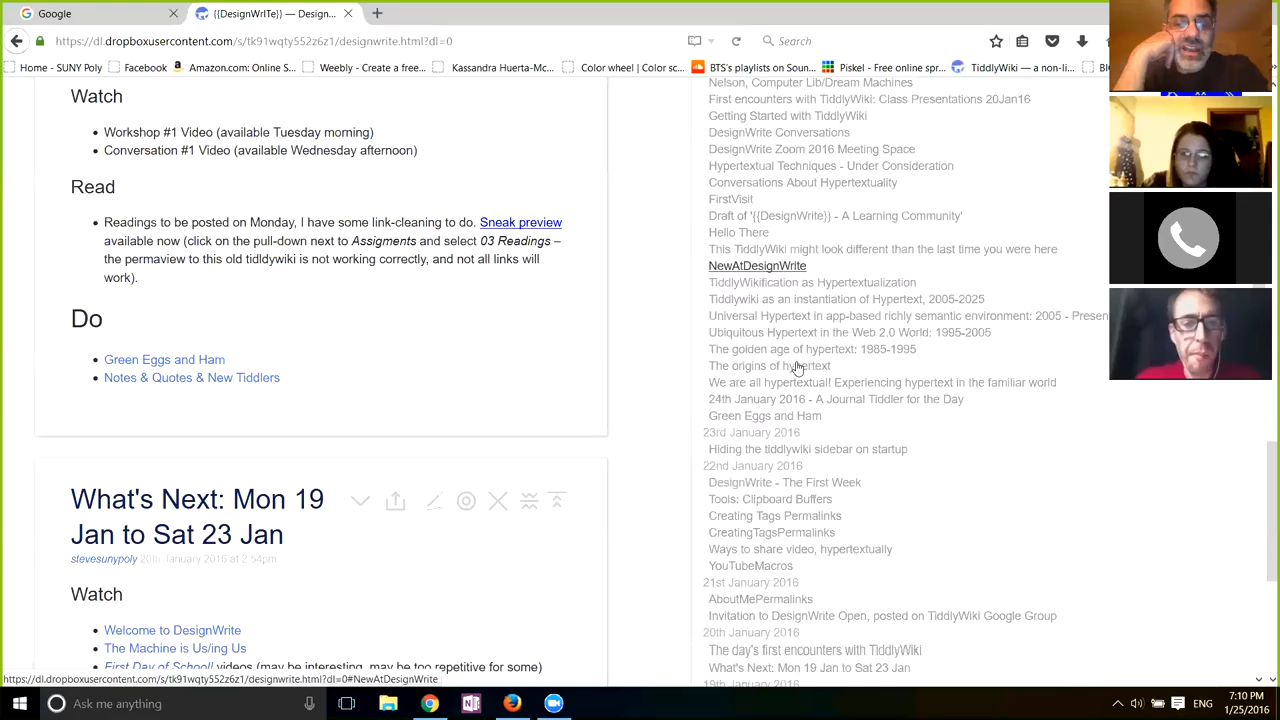 Google
{{DesignWrITe}} — Design...
https://dl.dropboxusercontent.com/s/tk91wqty552z6z1/designwrite.html?dl=0
Search
Home - SUNY Poly
Facebook
Amazon.com: Online S...
Weebly - Create a free...
Kassandra Huerta-Mc...
Color wheel | Color sc...
BTS's playlists on Soun...
Piskel - Free online spr...
TiddlyWiki — a non-li...
Watch
Workshop #1 Video (available Tuesday morning)
Conversation #1 Video (available Wednesday afternoon)
Read
Readings to be posted on Monday, I have some link-cleaning to do. Sneak preview
available now (click on the pull-down next to Assigments and select 03 Readings –
the permaview to this old tidldywiki is not working correctly, and not all links will
work).
Do
Green Eggs and Ham
Notes & Quotes & New Tiddlers
What's Next: Mon 19
Jan to Sat 23 Jan
stevesunypoly 20th January 2016 at 2:54pm
Watch
Welcome to DesignWrite
The Machine is Us/ing Us
First Day of School! videos (may be interesting, may be too repetitive for some)
https://dl.dropboxusercontent.com/s/tk91wqty552z6z1/designwrite.html?dl=0#NewAtDesignWrite
Nelson, Computer Lib/Dream Machines
First encounters with TiddlyWiki: Class Presentations 20Jan16
Getting Started with TiddlyWiki
DesignWrite Conversations
DesignWrite Zoom 2016 Meeting Space
Hypertextual Techniques - Under Consideration
Conversations About Hypertextuality
FirstVisit
Draft of '{{DesignWrite}} - A Learning Community'
Hello There
This TiddlyWiki might look different than the last time you were here
NewAtDesignWrite
TiddlyWikification as Hypertextualization
Tiddlywiki as an instantiation of Hypertext, 2005-2025
Universal Hypertext in app-based richly semantic environment: 2005 - Presen
Ubiquitous Hypertext in the Web 2.0 World: 1995-2005
The golden age of hypertext: 1985-1995
The origins of hypertext
We are all hypertextual! Experiencing hypertext in the familiar world
24th January 2016 - A Journal Tiddler for the Day
Green Eggs and Ham
23rd January 2016
Hiding the tiddlywiki sidebar on startup
22nd January 2016
DesignWrite - The First Week
Tools: Clipboard Buffers
Creating Tags Permalinks
CreatingTagsPermalinks
Ways to share video, hypertextually
YouTubeMacros
21st January 2016
AboutMePermalinks
Invitation to DesignWrite Open, posted on TiddlyWiki Google Group
20th January 2016
The day's first encounters with TiddlyWiki
What's Next: Mon 19 Jan to Sat 23 Jan
19th January 2016
Ask me anything
ENG
7:10 PM
1/25/2016